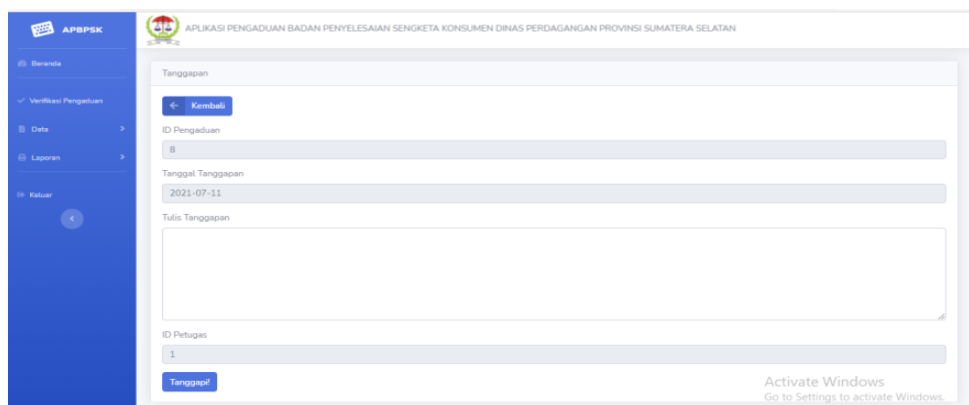 APBPSK
APLIKASI PENGADUAN BADAN PENYELESAIAN SENGKETA KONSUMEN DINAS PERDAGANGAN PROVINSI SUMATERA SELATAN
Beranda
Verifikasi Pengaduan
Data
Laporan
Keluar
Tanggapan
Kembali
ID Pengaduan
8
Tanggal Tanggapan
2021-07-11
Tulis Tanggapan
ID Petugas
1
Tanggapi!
Activate Windows
Go to Settings to activate Windows.